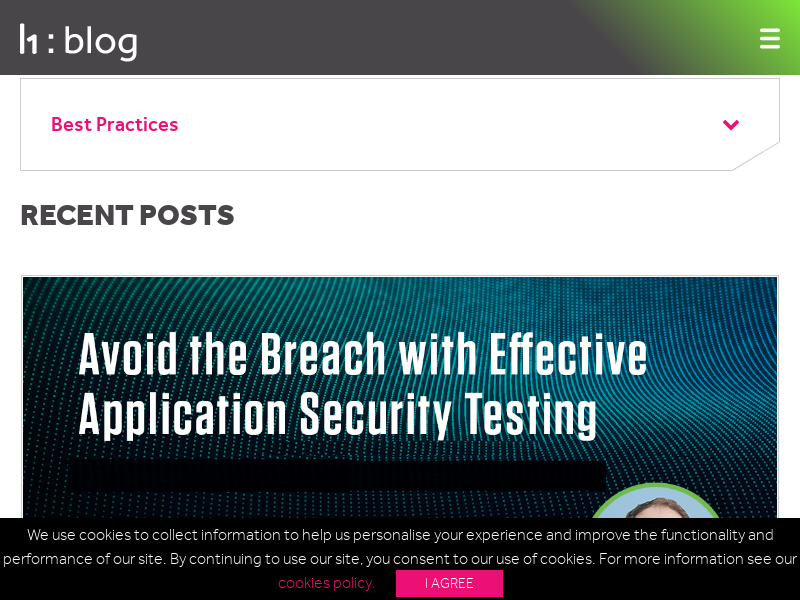 h1 : blog
Best Practices
RECENT POSTS
Avoid the Breach with Effective
Application Security Testing
We use cookies to collect information to help us personalise your experience and improve the functionality and
performance of our site. By continuing to use our site, you consent to our use of cookies. For more information see our
cookies policy. I AGREE